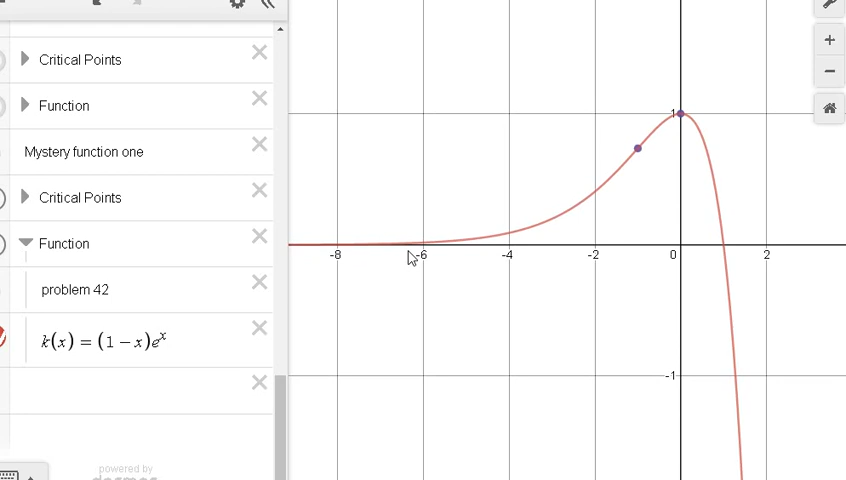 Critical Points
Function
Mystery function one
Critical Points
Function
problem 42
k(x) = (1 − x)e^x
powered by
desmos
1
-8
-6
-4
-2
0
2
-1